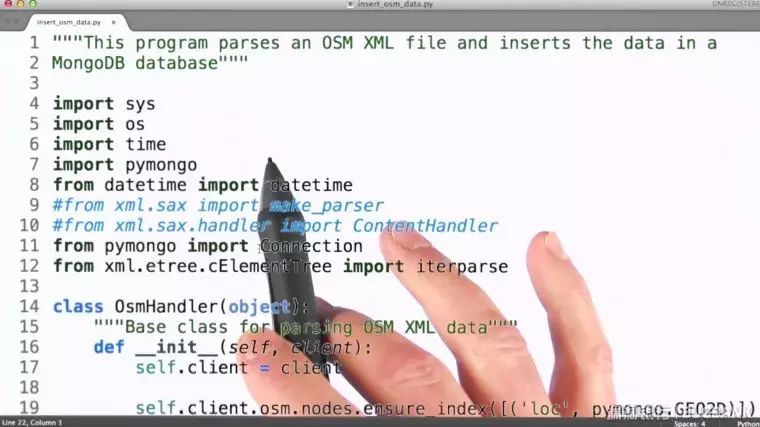 insert_osm_data.py
UNREGISTERE
insert_osm_data.py ×
1 """This program parses an OSM XML file and inserts the data in a
2 MongoDB database"""
3
4 import sys
5 import os
6 import time
7 import pymongo
8 from datetime import datetime
9 #from xml.sax import make_parser
10 #from xml.sax.handler import ContentHandler
11 from pymongo import Connection
12 from xml.etree.cElementTree import iterparse
13
14 class OsmHandler(object):
15 """Base class for parsing OSM XML data"""
16 def __init__(self, client):
17 self.client = client
18
19 self.client.osm.nodes.ensure_index([('loc', pymongo.GEO2D)])
Line 22, Column 1
Spaces: 4
Python